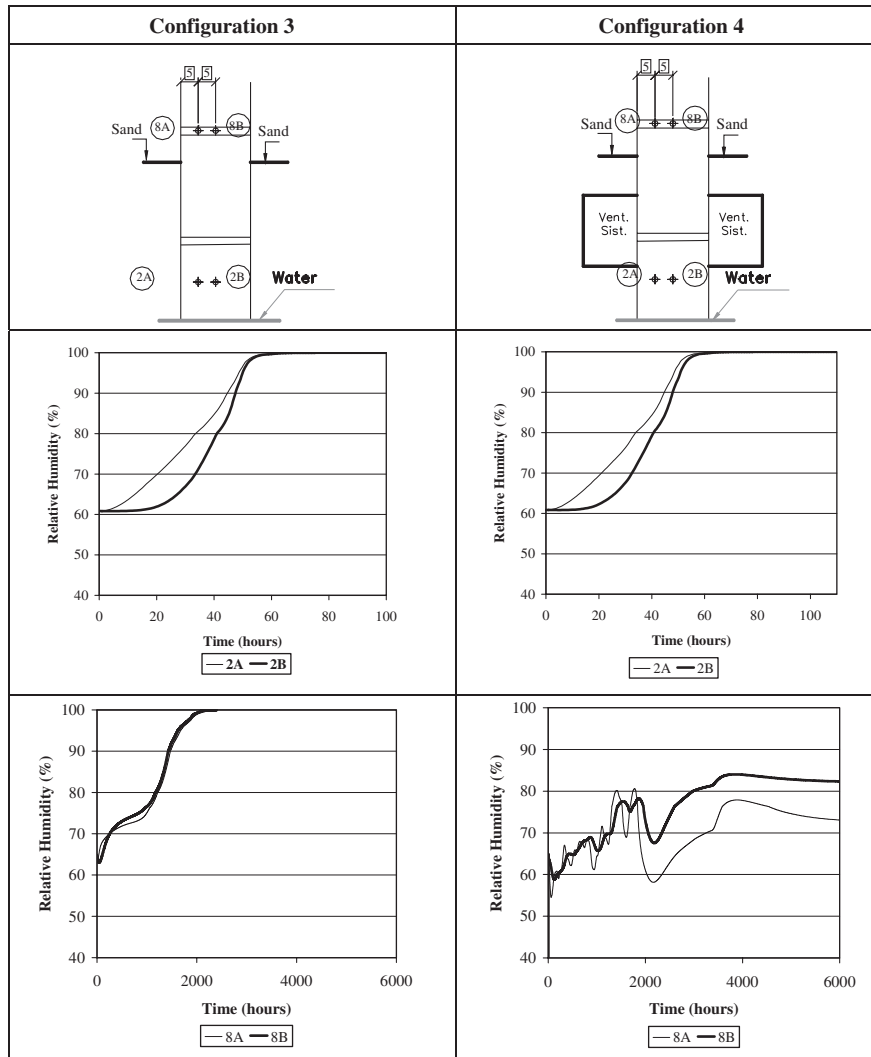 Configuration 3
Configuration 4
5 5
8A 8B
Sand Sand
2A 2B
Water
5 5
8A 8B
Sand Sand
Vent. Sist.
Vent. Sist.
2A 2B
Water
Relative Humidity (%)
100
90
80
70
60
50
40
0 20 40 60 80 100
Time (hours)
2A 2B
Relative Humidity (%)
100
90
80
70
60
50
40
0 20 40 60 80 100
Time (hours)
2A 2B
Relative Humidity (%)
100
90
80
70
60
50
40
0 2000 4000 6000
Time (hours)
8A 8B
Relative Humidity (%)
100
90
80
70
60
50
40
0 2000 4000 6000
Time (hours)
8A 8B